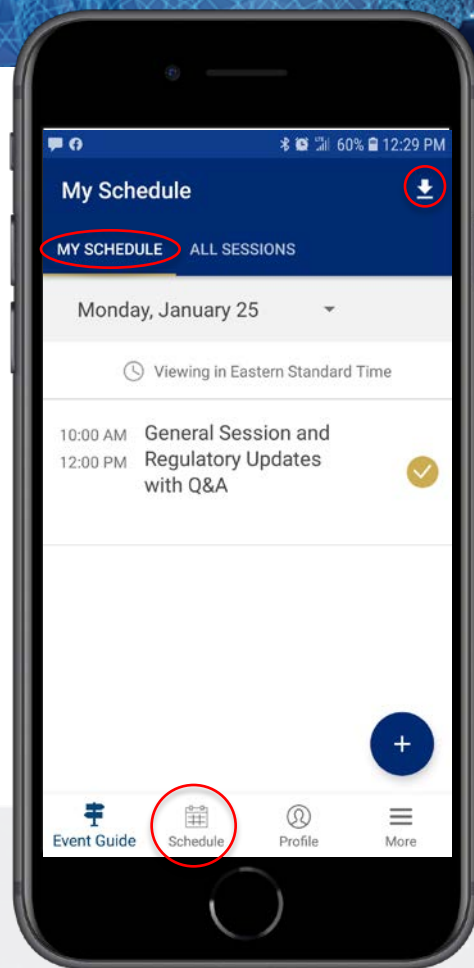 60% 12:29 PM
My Schedule
MY SCHEDULE ALL SESSIONS
Monday, January 25
Viewing in Eastern Standard Time
10:00 AM General Session and
12:00 PM Regulatory Updates
with Q&A
+
Event Guide Schedule Profile More